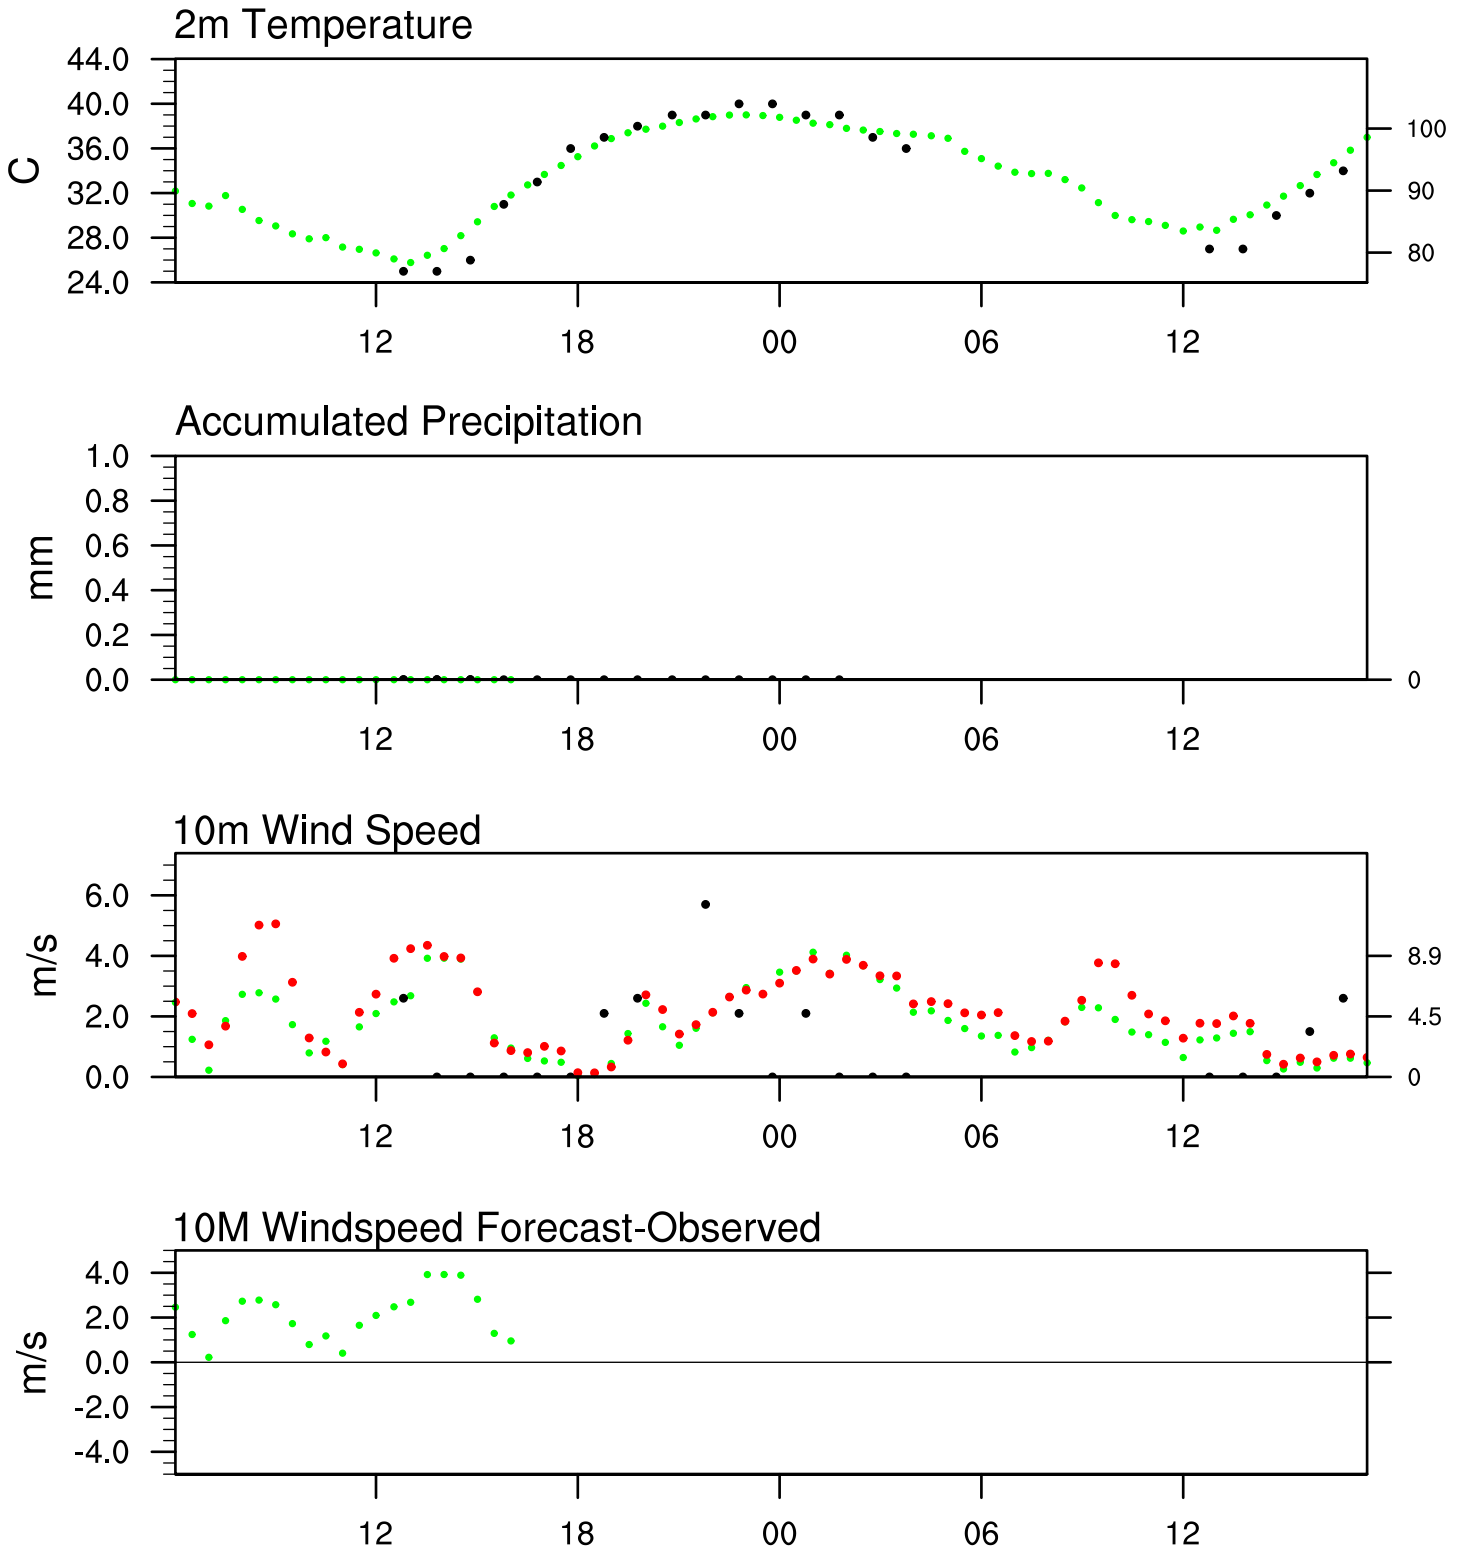 2m Temperature
44.0
40.0
36.0
32.0
28.0
24.0
C
100
90
80
12 18 00 06 12
Accumulated Precipitation
1.0
0.8
0.6
0.4
0.2
0.0
mm
0
12 18 00 06 12
10m Wind Speed
6.0
4.0
2.0
0.0
m/s
8.9
4.5
0
12 18 00 06 12
10M Windspeed Forecast-Observed
4.0
2.0
0.0
-2.0
-4.0
m/s
12 18 00 06 12